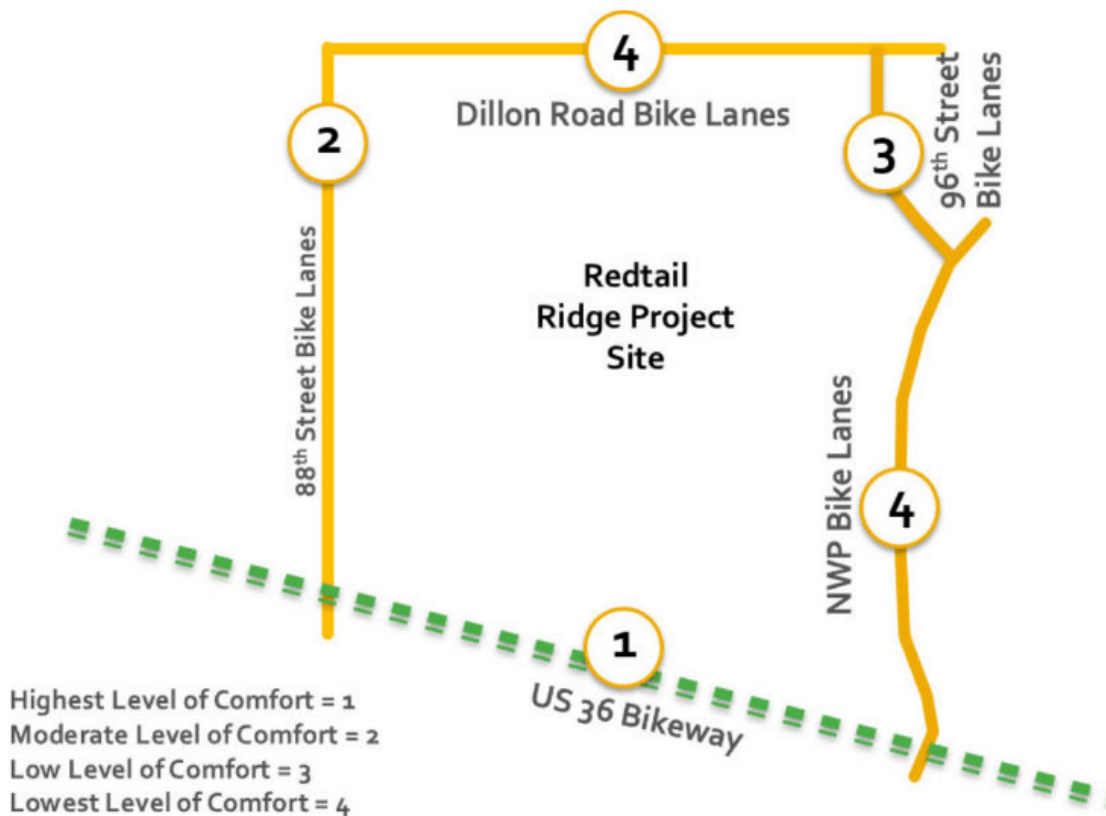 4
Dillon Road Bike Lanes
2
3
96th Street
Bike Lanes
88th Street Bike Lanes
Redtail
Ridge Project
Site
NWP Bike Lanes
4
1
US 36 Bikeway
Highest Level of Comfort = 1
Moderate Level of Comfort = 2
Low Level of Comfort = 3
Lowest Level of Comfort = 4